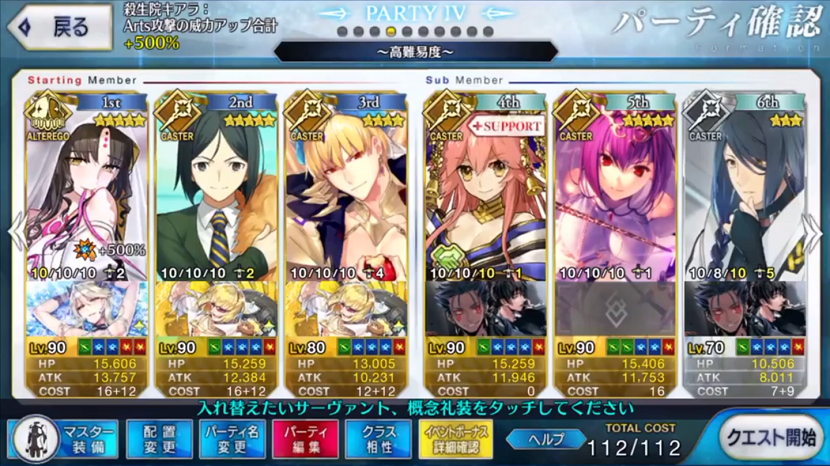 戻る
殺生院キアラ：
Arts攻撃の威力アップ合計
+500%
PARTY IV
～高難易度～
パーティ確認
Formation
Starting Member
Sub Member
1st
2nd
3rd
4th
5th
6th
ALTEREGO
CASTER
CASTER
CASTER
CASTER
CASTER
+SUPPORT
+500%
10/10/10 2
10/10/10 2
10/10/10 4
10/10/10 1
10/10/10 1
10/8/10 5
Lv.90
Lv.90
Lv.80
Lv.90
Lv.90
Lv.70
HP 15,606
HP 15,259
HP 13,005
HP 15,259
HP 15,406
HP 10,506
ATK 13,757
ATK 12,384
ATK 10,231
ATK 11,946
ATK 11,753
ATK 8,011
COST 16+12
COST 16+12
COST 12+12
COST 0
COST 16
COST 7+9
入れ替えたいサーヴァント、概念礼装をタッチしてください
マスター装備
配置変更
パーティ名変更
パーティ編集
クラス相性
イベントボーナス詳細確認
ヘルプ
TOTAL COST
112/112
クエスト開始